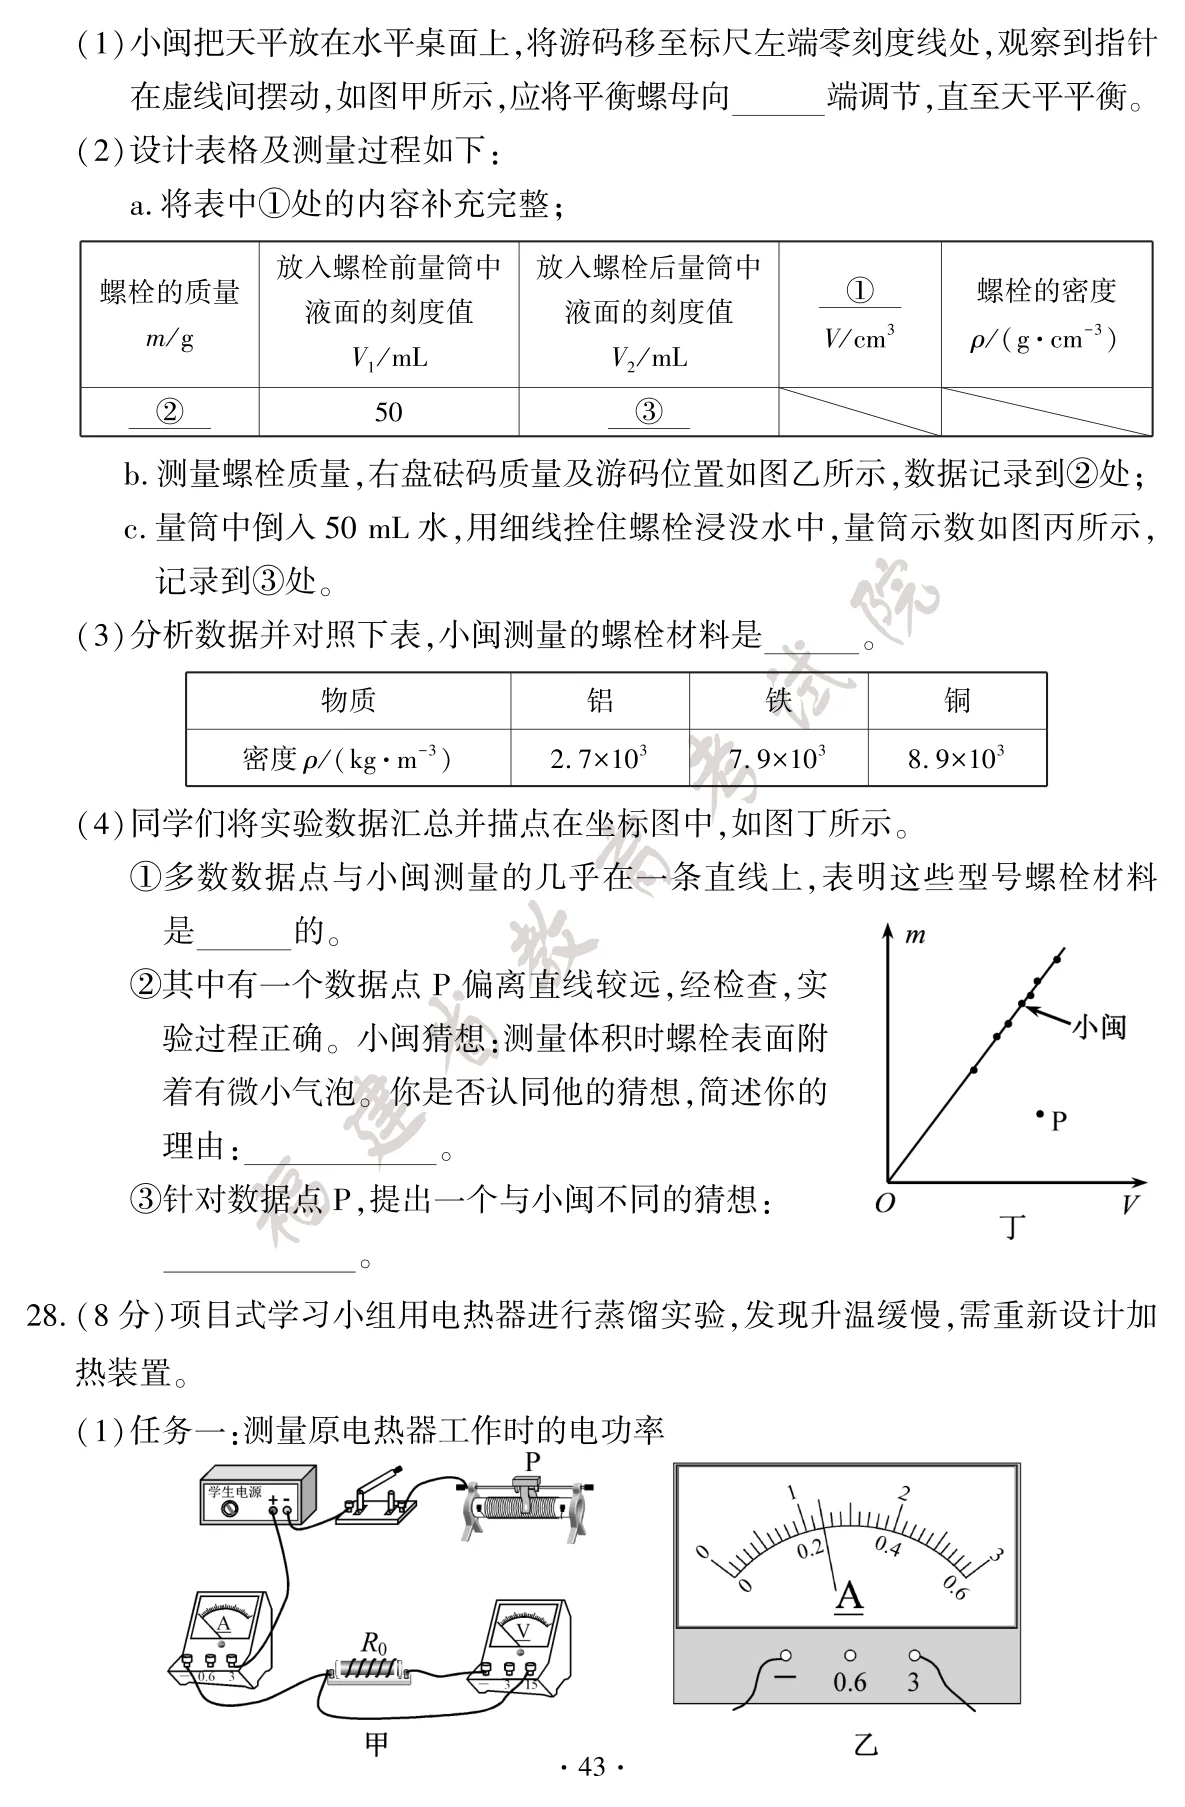 (1)小闽把天平放在水平桌面上,将游码移至标尺左端零刻度线处,观察到指针
在虚线间摆动,如图甲所示,应将平衡螺母向______端调节,直至天平平衡。
(2)设计表格及测量过程如下:
a. 将表中①处的内容补充完整;
螺栓的质量 m/g
放入螺栓前量筒中液面的刻度值 V₁/mL
放入螺栓后量筒中液面的刻度值 V₂/mL
① V/cm³
螺栓的密度 ρ/(g·cm⁻³)
② 50 ③
b. 测量螺栓质量,右盘砝码质量及游码位置如图乙所示,数据记录到②处;
c. 量筒中倒入 50 mL 水,用细线拴住螺栓浸没水中,量筒示数如图丙所示,
记录到③处。
(3)分析数据并对照下表,小闽测量的螺栓材料是______。
物质 铝 铁 铜
密度 ρ/(kg·m⁻³) 2.7×10³ 7.9×10³ 8.9×10³
(4)同学们将实验数据汇总并描点在坐标图中,如图丁所示。
①多数数据点与小闽测量的几乎在一条直线上,表明这些型号螺栓材料
是______的。
②其中有一个数据点 P 偏离直线较远,经检查,实
验过程正确。小闽猜想:测量体积时螺栓表面附
着有微小气泡。你是否认同他的猜想,简述你的
理由:____________。
③针对数据点 P,提出一个与小闽不同的猜想:
____________。
m
小闽
P
O
V
丁
28. (8 分)项目式学习小组用电热器进行蒸馏实验,发现升温缓慢,需重新设计加
热装置。
(1)任务一:测量原电热器工作时的电功率
学生电源
+ -
P
A
- 0.6 3
R₀
V
- 3 15
甲
0 1 2 3
0 0.2 0.4 0.6
A
- 0.6 3
乙
· 43 ·
福建省教育考试院